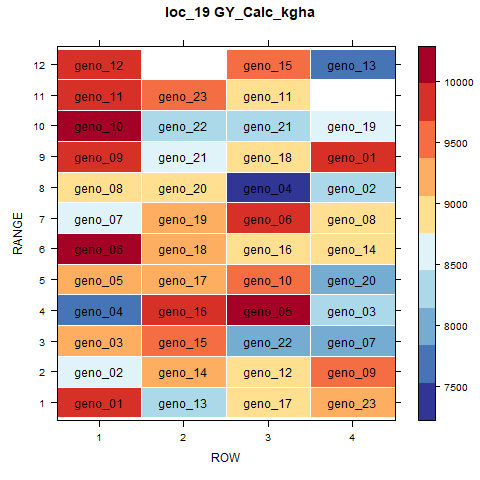 loc_19 GY_Calc_kgha
12 geno_12 geno_15 geno_13
11 geno_11 geno_23 geno_11
10 geno_10 geno_22 geno_21 geno_19
9 geno_09 geno_21 geno_18 geno_01
8 geno_08 geno_20 geno_04 geno_02
7 geno_07 geno_19 geno_06 geno_08
6 geno_06 geno_18 geno_16 geno_14
5 geno_05 geno_17 geno_10 geno_20
4 geno_04 geno_16 geno_05 geno_03
3 geno_03 geno_15 geno_22 geno_07
2 geno_02 geno_14 geno_12 geno_09
1 geno_01 geno_13 geno_17 geno_23
1 2 3 4
ROW
RANGE
10000
9500
9000
8500
8000
7500